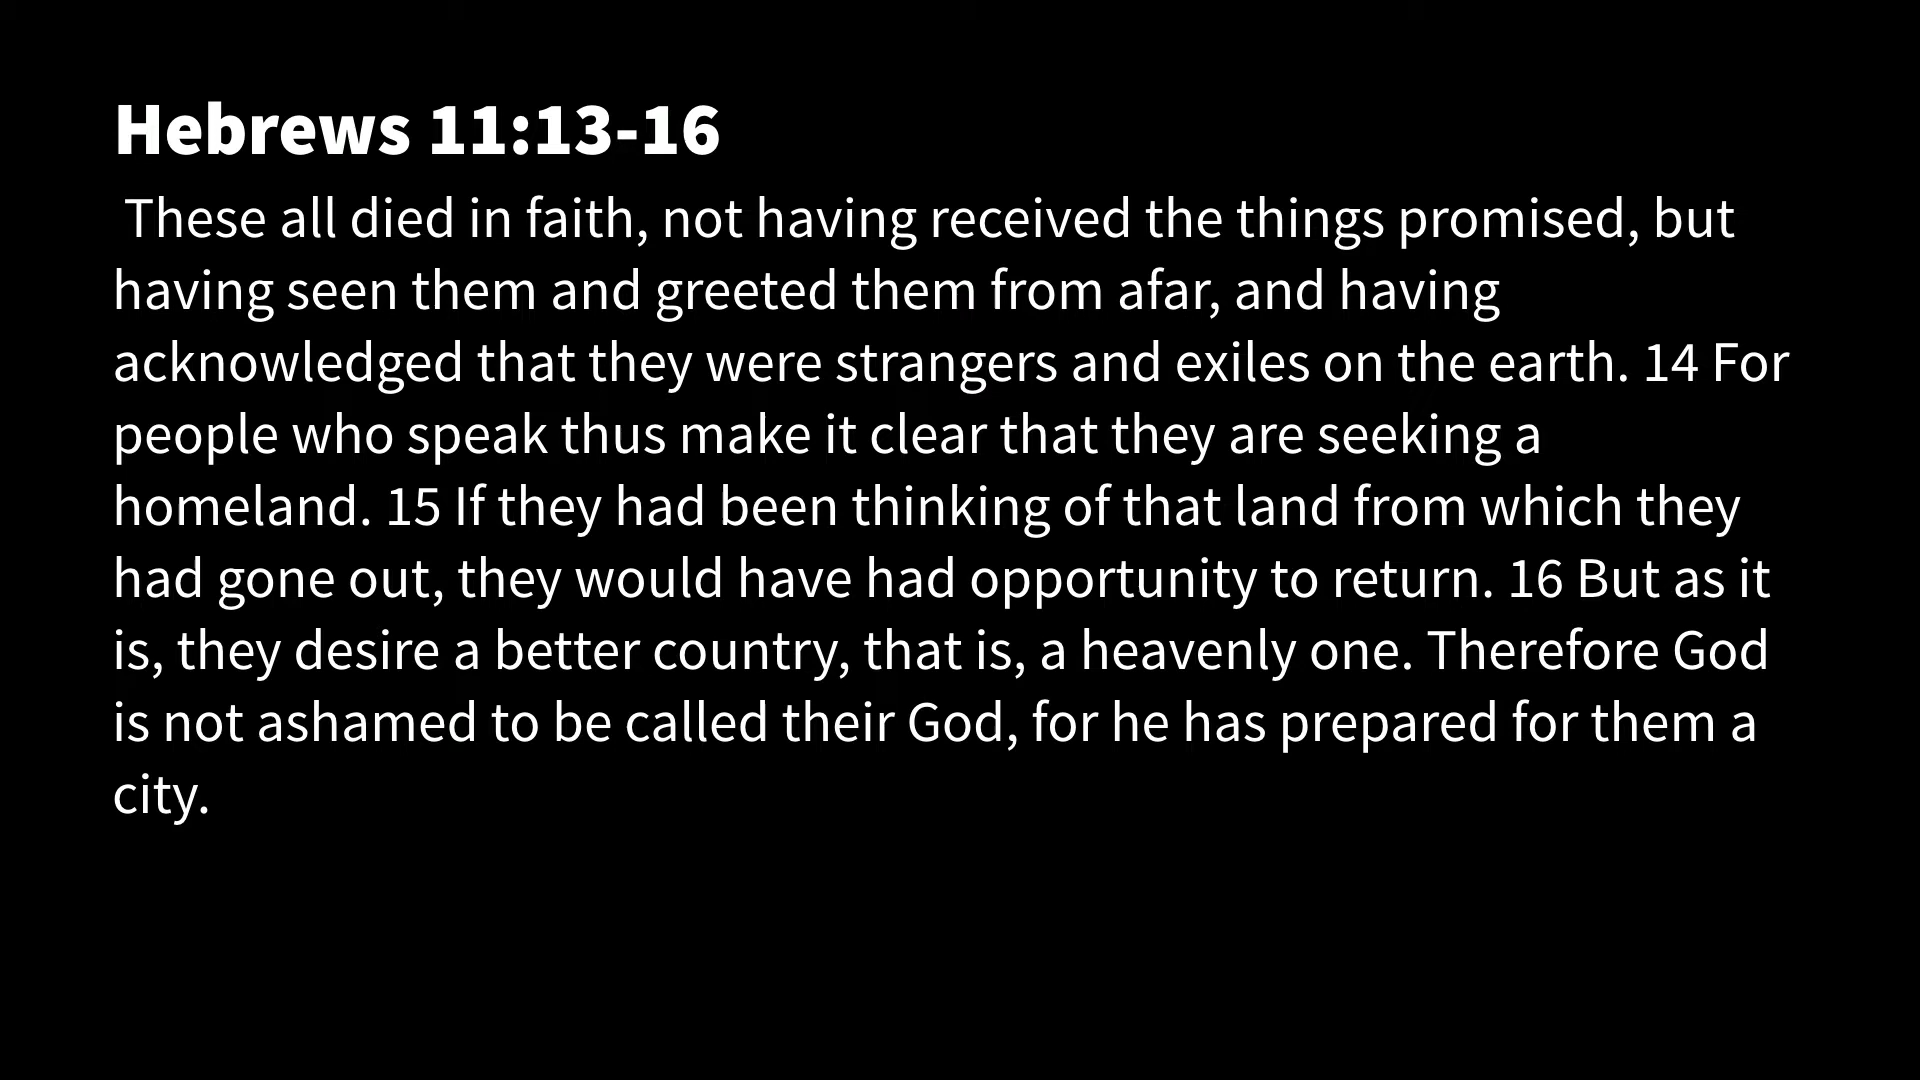 Hebrews 11:13-16
These all died in faith, not having received the things promised, but
having seen them and greeted them from afar, and having
acknowledged that they were strangers and exiles on the earth. 14 For
people who speak thus make it clear that they are seeking a
homeland. 15 If they had been thinking of that land from which they
had gone out, they would have had opportunity to return. 16 But as it
is, they desire a better country, that is, a heavenly one. Therefore God
is not ashamed to be called their God, for he has prepared for them a
city.